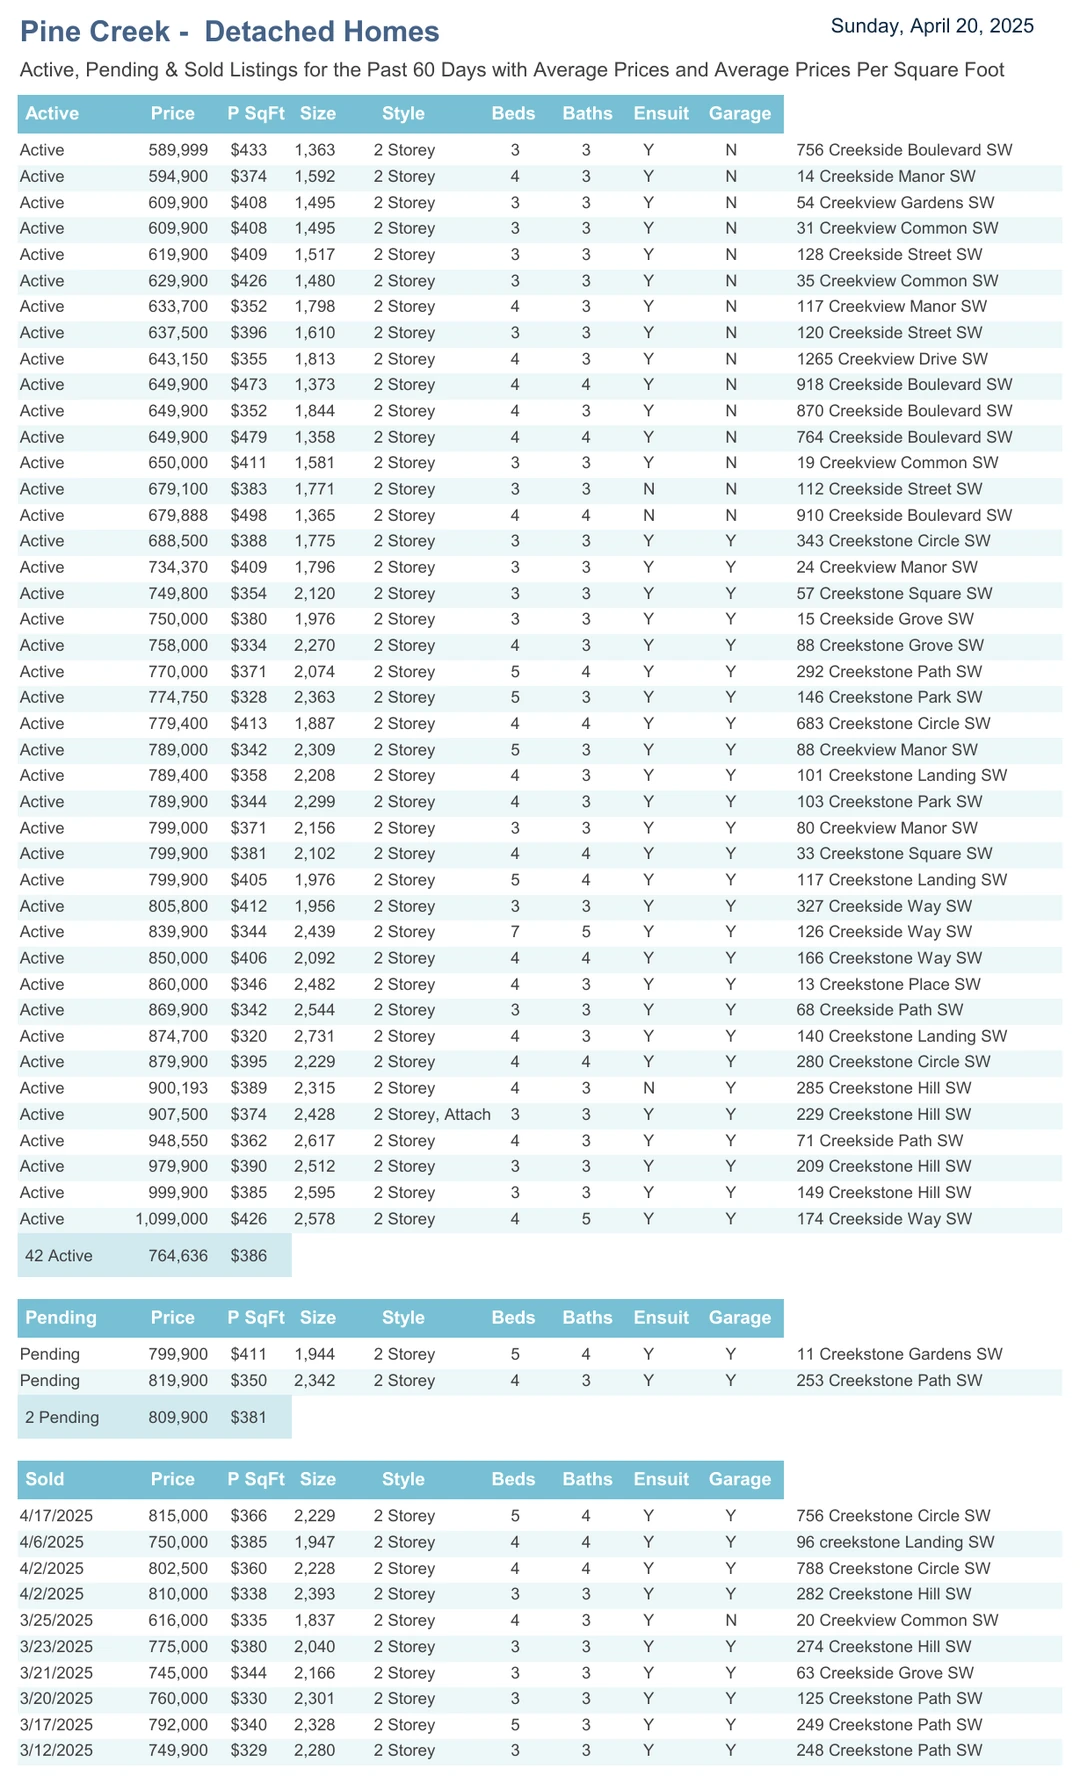 Pine Creek -  Detached Homes
Sunday, April 20, 2025
Active, Pending & Sold Listings for the Past 60 Days with Average Prices and Average Prices Per Square Foot
Active Price P SqFt Size Style Beds Baths Ensuit Garage
Active 589,999 $433 1,363 2 Storey 3 3 Y N 756 Creekside Boulevard SW
Active 594,900 $374 1,592 2 Storey 4 3 Y N 14 Creekside Manor SW
Active 609,900 $408 1,495 2 Storey 3 3 Y N 54 Creekview Gardens SW
Active 609,900 $408 1,495 2 Storey 3 3 Y N 31 Creekview Common SW
Active 619,900 $409 1,517 2 Storey 3 3 Y N 128 Creekside Street SW
Active 629,900 $426 1,480 2 Storey 3 3 Y N 35 Creekview Common SW
Active 633,700 $352 1,798 2 Storey 4 3 Y N 117 Creekview Manor SW
Active 637,500 $396 1,610 2 Storey 3 3 Y N 120 Creekside Street SW
Active 643,150 $355 1,813 2 Storey 4 3 Y N 1265 Creekview Drive SW
Active 649,900 $473 1,373 2 Storey 4 4 Y N 918 Creekside Boulevard SW
Active 649,900 $352 1,844 2 Storey 4 3 Y N 870 Creekside Boulevard SW
Active 649,900 $479 1,358 2 Storey 4 4 Y N 764 Creekside Boulevard SW
Active 650,000 $411 1,581 2 Storey 3 3 Y N 19 Creekview Common SW
Active 679,100 $383 1,771 2 Storey 3 3 N N 112 Creekside Street SW
Active 679,888 $498 1,365 2 Storey 4 4 N N 910 Creekside Boulevard SW
Active 688,500 $388 1,775 2 Storey 3 3 Y Y 343 Creekstone Circle SW
Active 734,370 $409 1,796 2 Storey 3 3 Y Y 24 Creekview Manor SW
Active 749,800 $354 2,120 2 Storey 3 3 Y Y 57 Creekstone Square SW
Active 750,000 $380 1,976 2 Storey 3 3 Y Y 15 Creekside Grove SW
Active 758,000 $334 2,270 2 Storey 4 3 Y Y 88 Creekstone Grove SW
Active 770,000 $371 2,074 2 Storey 5 4 Y Y 292 Creekstone Path SW
Active 774,750 $328 2,363 2 Storey 5 3 Y Y 146 Creekstone Park SW
Active 779,400 $413 1,887 2 Storey 4 4 Y Y 683 Creekstone Circle SW
Active 789,000 $342 2,309 2 Storey 5 3 Y Y 88 Creekview Manor SW
Active 789,400 $358 2,208 2 Storey 4 3 Y Y 101 Creekstone Landing SW
Active 789,900 $344 2,299 2 Storey 4 3 Y Y 103 Creekstone Park SW
Active 799,000 $371 2,156 2 Storey 3 3 Y Y 80 Creekview Manor SW
Active 799,900 $381 2,102 2 Storey 4 4 Y Y 33 Creekstone Square SW
Active 799,900 $405 1,976 2 Storey 5 4 Y Y 117 Creekstone Landing SW
Active 805,800 $412 1,956 2 Storey 3 3 Y Y 327 Creekside Way SW
Active 839,900 $344 2,439 2 Storey 7 5 Y Y 126 Creekside Way SW
Active 850,000 $406 2,092 2 Storey 4 4 Y Y 166 Creekstone Way SW
Active 860,000 $346 2,482 2 Storey 4 3 Y Y 13 Creekstone Place SW
Active 869,900 $342 2,544 2 Storey 3 3 Y Y 68 Creekside Path SW
Active 874,700 $320 2,731 2 Storey 4 3 Y Y 140 Creekstone Landing SW
Active 879,900 $395 2,229 2 Storey 4 4 Y Y 280 Creekstone Circle SW
Active 900,193 $389 2,315 2 Storey 4 3 N Y 285 Creekstone Hill SW
Active 907,500 $374 2,428 2 Storey, Attach 3 3 Y Y 229 Creekstone Hill SW
Active 948,550 $362 2,617 2 Storey 4 3 Y Y 71 Creekside Path SW
Active 979,900 $390 2,512 2 Storey 3 3 Y Y 209 Creekstone Hill SW
Active 999,900 $385 2,595 2 Storey 3 3 Y Y 149 Creekstone Hill SW
Active 1,099,000 $426 2,578 2 Storey 4 5 Y Y 174 Creekside Way SW
42 Active 764,636 $386
Pending Price P SqFt Size Style Beds Baths Ensuit Garage
Pending 799,900 $411 1,944 2 Storey 5 4 Y Y 11 Creekstone Gardens SW
Pending 819,900 $350 2,342 2 Storey 4 3 Y Y 253 Creekstone Path SW
2 Pending 809,900 $381
Sold Price P SqFt Size Style Beds Baths Ensuit Garage
4/17/2025 815,000 $366 2,229 2 Storey 5 4 Y Y 756 Creekstone Circle SW
4/6/2025 750,000 $385 1,947 2 Storey 4 4 Y Y 96 creekstone Landing SW
4/2/2025 802,500 $360 2,228 2 Storey 4 4 Y Y 788 Creekstone Circle SW
4/2/2025 810,000 $338 2,393 2 Storey 3 3 Y Y 282 Creekstone Hill SW
3/25/2025 616,000 $335 1,837 2 Storey 4 3 Y N 20 Creekview Common SW
3/23/2025 775,000 $380 2,040 2 Storey 3 3 Y Y 274 Creekstone Hill SW
3/21/2025 745,000 $344 2,166 2 Storey 3 3 Y Y 63 Creekside Grove SW
3/20/2025 760,000 $330 2,301 2 Storey 3 3 Y Y 125 Creekstone Path SW
3/17/2025 792,000 $340 2,328 2 Storey 5 3 Y Y 249 Creekstone Path SW
3/12/2025 749,900 $329 2,280 2 Storey 3 3 Y Y 248 Creekstone Path SW